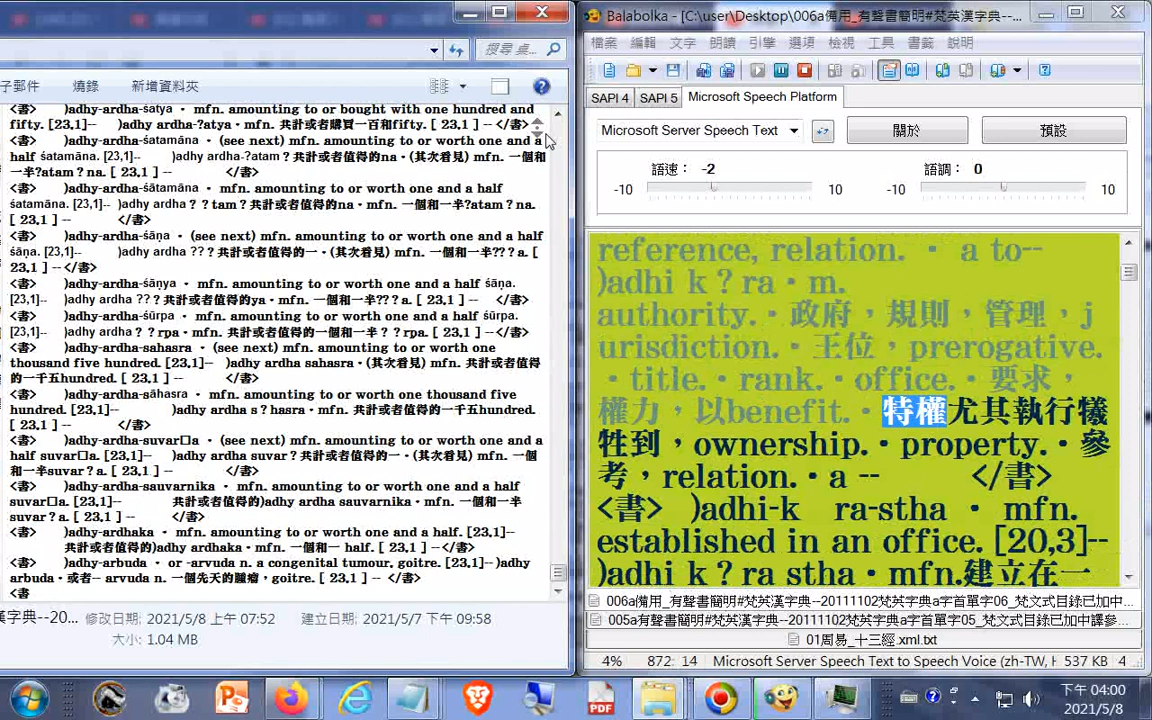 Balabolka - [C:\user\Desktop\006a備用_有聲書簡明#梵英漢字典--...
搜尋 桌...
子郵件 燒錄 新增資料夾
<書> )adhy-ardha-śatya・mfn. amounting to or bought with one hundred and
fifty. [23,1]-- )adhy ardha-?atya・mfn. 共計或者購買一百和fifty. [ 23,1 ] --</書>
<書> )adhy-ardha-śatamāna・(see next) mfn. amounting to or worth one and a
half śatamāna. [23,1]-- )adhy ardha-?atam？共計或者值得的na・(其次看見) mfn. 一個和
一半?atam？na. [ 23,1 ] -- </書>
<書> )adhy-ardha-śātamāna・mfn. amounting to or worth one and a half
śatamāna. [23,1]-- )adhy ardha？？tam？共計或者值得的na・mfn. 一個和一半?atam？na.
[ 23,1 ] -- </書>
<書> )adhy-ardha-śāṇa・(see next) mfn. amounting to or worth one and a half
śāṇa. [23,1]-- )adhy ardha ??？共計或者值得的一・(其次看見) mfn. 一個和一半???a. [
23,1 ] --</書>
<書> )adhy-ardha-śāṇya・mfn. amounting to or worth one and a half śāṇa.
[23,1]-- )adhy ardha ??？共計或者值得的ya・mfn. 一個和一半???a. [ 23,1 ] -- </書>
<書> )adhy-ardha-śūrpa・mfn. amounting to or worth one and a half śūrpa.
[23,1]-- )adhy ardha？？rpa・mfn. 共計或者值得的一個和一半？？rpa. [ 23,1 ] -- </書>
<書> )adhy-ardha-sahasra・(see next) mfn. amounting to or worth one
thousand five hundred. [23,1]-- )adhy ardha sahasra・(其次看見) mfn. 共計或者值得
的一千五hundred. [ 23,1 ] -- </書>
<書> )adhy-ardha-sāhasra・mfn. amounting to or worth one thousand five
hundred. [23,1]-- )adhy ardha s？hasra・mfn. 共計或者值得的一千五hundred.
[ 23,1 ] -- </書>
<書> )adhy-ardha-suvar□a・(see next) mfn. amounting to or worth one and a
half suvar□a. [23,1]-- )adhy ardha suvar？a・(其次看見) mfn. 共計或者值得的一個
和一半suvar？a. [ 23,1 ] -- </書>
<書> )adhy-ardha-sauvarnika・mfn. amounting to or worth one and a half
suvar□a. [23,1]-- 共計或者值得的)adhy ardha sauvarnika・mfn. 一個和一半
suvar？a. [ 23,1 ] -- </書>
<書> )adhy-ardhaka・mfn. amounting to or worth one and a half. [23,1]--
共計或者值得的)adhy ardhaka・mfn. 一個和一 half. [ 23,1 ] --</書>
<書> )adhy-arbuda・or -arvuda n. a congenital tumour, goitre. [23,1]--)adhy
arbuda・或者-- arvuda n. 一個先天的腫瘤，goitre. [ 23,1 ] --</書>
<書
漢字典--20... 修改日期: 2021/5/8 上午 07:52 建立日期: 2021/5/7 下午 09:58
大小: 1.04 MB
檔案 編輯 文字 朗讀 引擎 選項 檢視 工具 書籤 說明
SAPI 4 SAPI 5 Microsoft Speech Platform
Microsoft Server Speech Text 關於 預設
語速: -2 語調: 0
-10 10 -10 10
reference, relation.・ a to--
)adhi k？ra・m.
authority.・政府，規則，管理，j
urisdiction.・王位，prerogative.
・title.・rank.・office.・要求，
權力，以benefit.・特權尤其執行犧
牲到，ownership.・property.・參
考，relation.・a -- </書>
<書> )adhi-k ra-stha・mfn.
established in an office. [20,3]--
)adhi k？ra stha・mfn.建立在一
006a備用_有聲書簡明#梵英漢字典--20111102梵英字典a字首單字06_梵文式目錄已加中...
005a有聲書簡明#梵英漢字典--20111102梵英字典a字首單字05_梵文式目錄已加中譯參...
01周易_十三經.xml.txt
4% 872: 14 Microsoft Server Speech Text to Speech Voice (zh-TW, H 537 KB 4
PDF
下午 04:00
2021/5/8